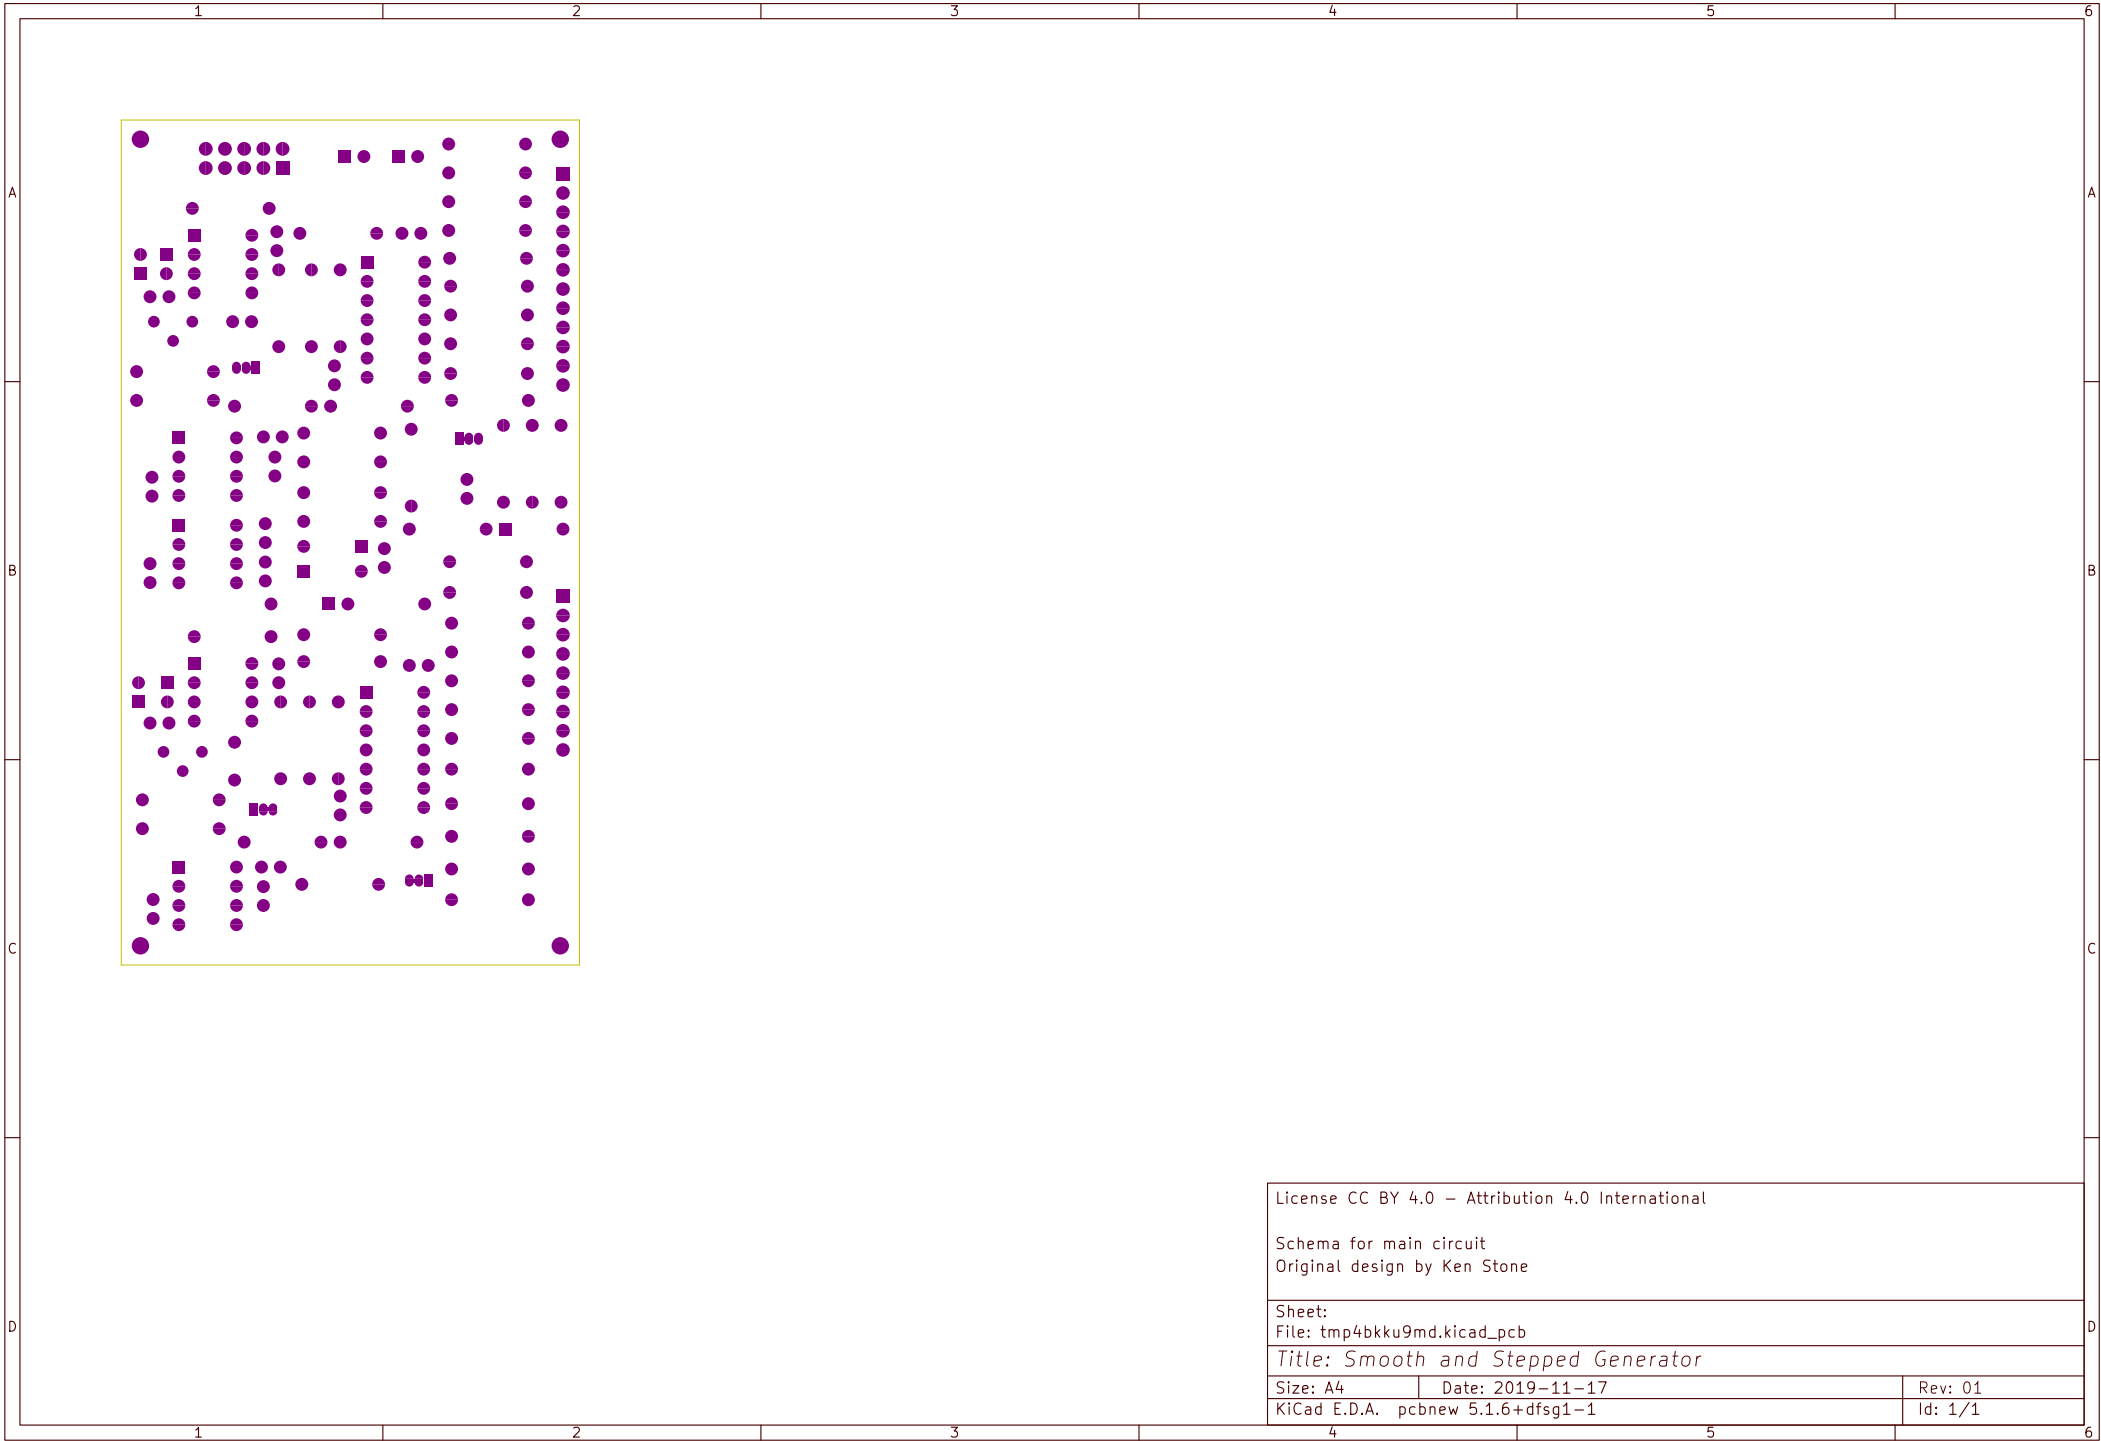 1 2 3 4 5 6
A A
B B
C C
License CC BY 4.0 – Attribution 4.0 International
Schema for main circuit
Original design by Ken Stone
Sheet:
D D
File: tmp4bkku9md.kicad_pcb
Title: Smooth and Stepped Generator
Size: A4 Date: 2019-11-17 Rev: 01
KiCad E.D.A. pcbnew 5.1.6+dfsg1-1 Id: 1/1
1 2 3 4 5 6